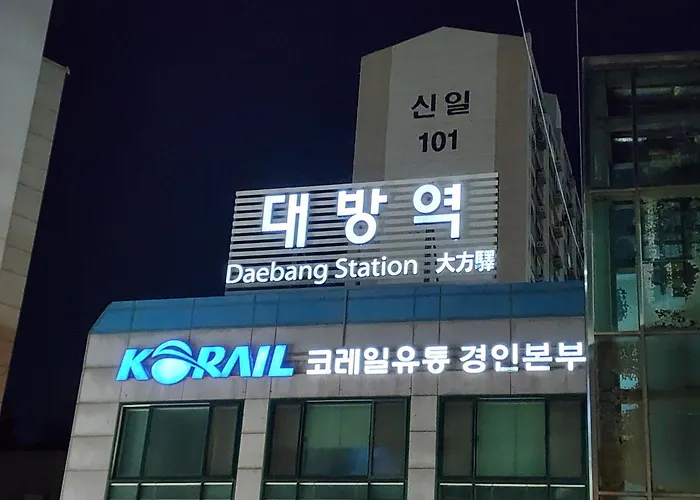 신일
101
대방역
Daebang Station 大方驛
KORAIL 코레일유통 경인본부